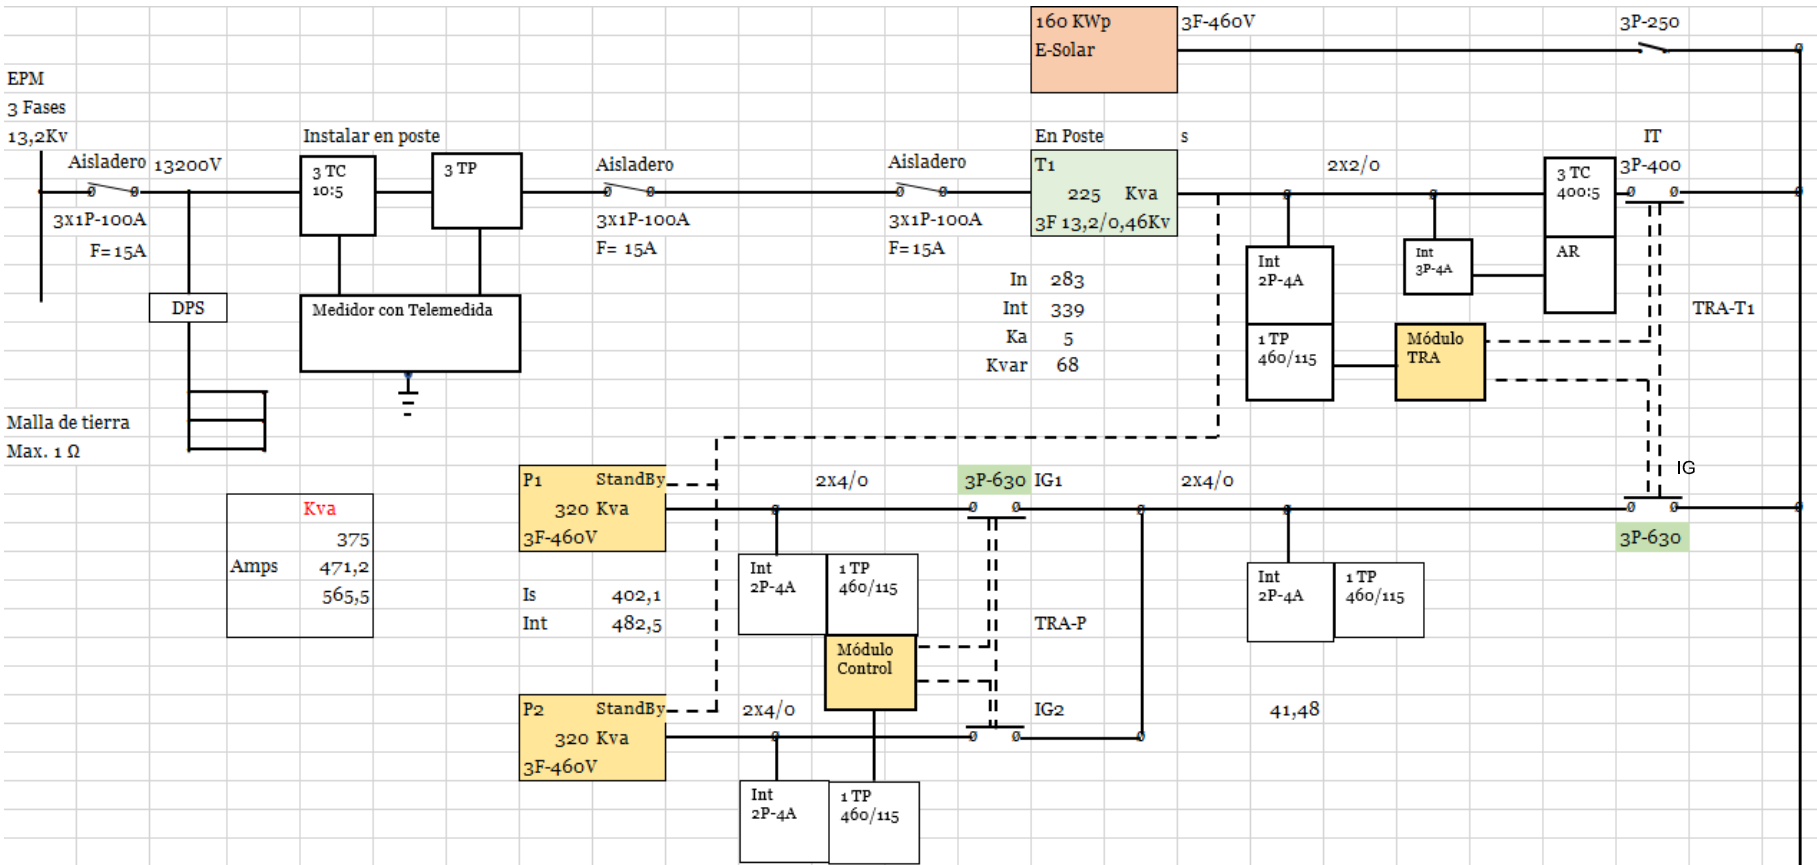 160 KWp
E-Solar
3F-460V
3P-250
EPM
3 Fases
13,2Kv
Aisladero
13200V
3x1P-100A
F= 15A
Instalar en poste
3 TC
10:5
3 TP
Medidor con Telemedida
DPS
Malla de tierra
Max. 1 Ω
Aisladero
3x1P-100A
F= 15A
Aisladero
3x1P-100A
F= 15A
En Poste
s
T1
225 Kva
3F 13,2/0,46Kv
In 283
Int 339
Ka 5
Kvar 68
2x2/0
Int
2P-4A
1 TP
460/115
Int
3P-4A
Módulo
TRA
3 TC
400:5
AR
IT
3P-400
TRA-T1
IG
3P-630
Kva
375
Amps 471,2
565,5
P1 StandBy
320 Kva
3F-460V
2x4/0
3P-630
IG1
2x4/0
Int
2P-4A
1 TP
460/115
Int
2P-4A
1 TP
460/115
Is 402,1
Int 482,5
Módulo
Control
TRA-P
P2 StandBy
320 Kva
3F-460V
2x4/0
IG2
41,48
Int
2P-4A
1 TP
460/115